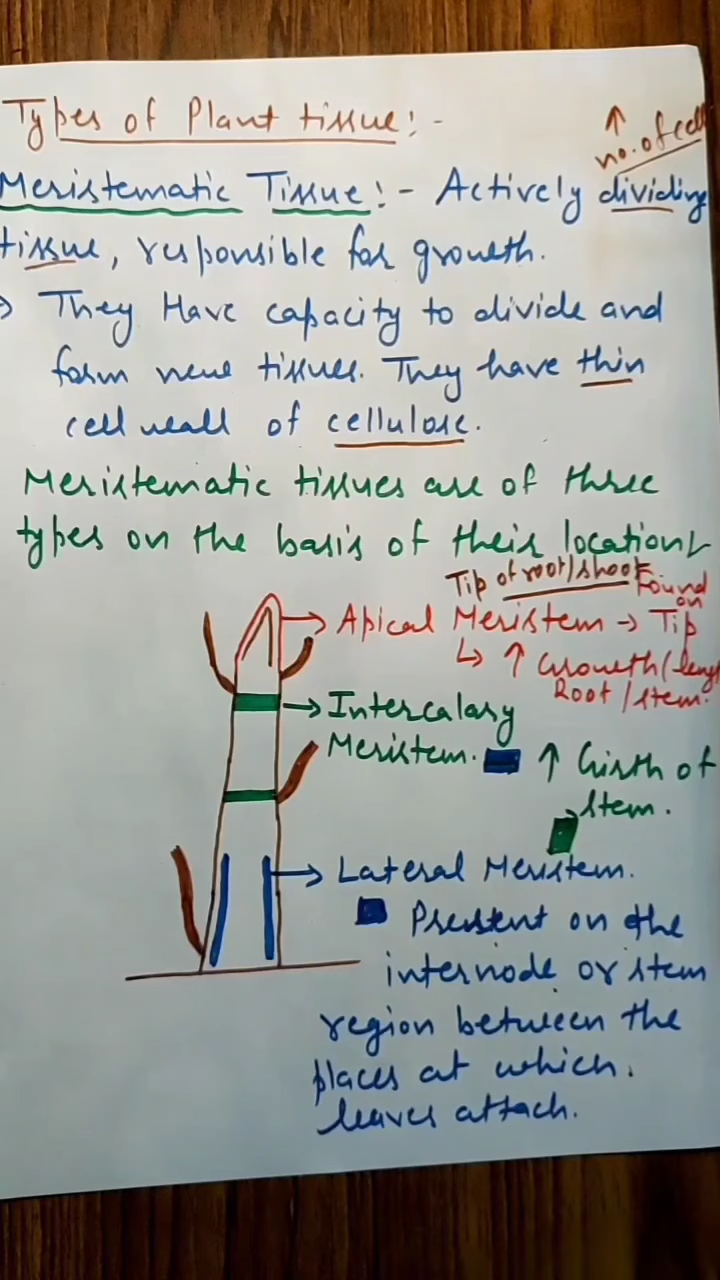 Types of Plant tissue:-
↑
no. of cell
Meristematic Tissue:- Actively dividing
tissue, responsible for growth.
→ They Have capacity to divide and
form new tissues. They have thin
cell wall of cellulose.
Meristematic tissues are of three
types on the basis of their location
Tip of root/shoot
→ Apical Meristem → Found on Tip
↳ ↑ Growth/leng
Root/stem.
→ Intercalary
Meristem.
↑ Girth of
→ stem.
→ Lateral Meristem.
Present on the
internode or stem
region between the
places at which
leaves attach.